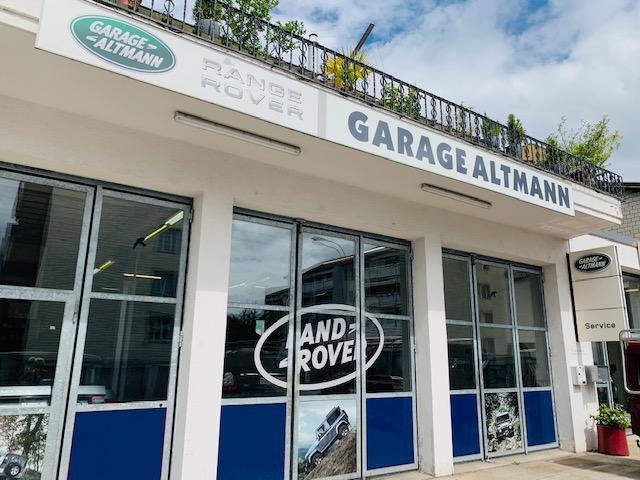 GARAGE
ALTMANN
RANGE
ROVER
GARAGE ALTMANN
LAND
ROVER
GARAGE
ALTMANN
Service